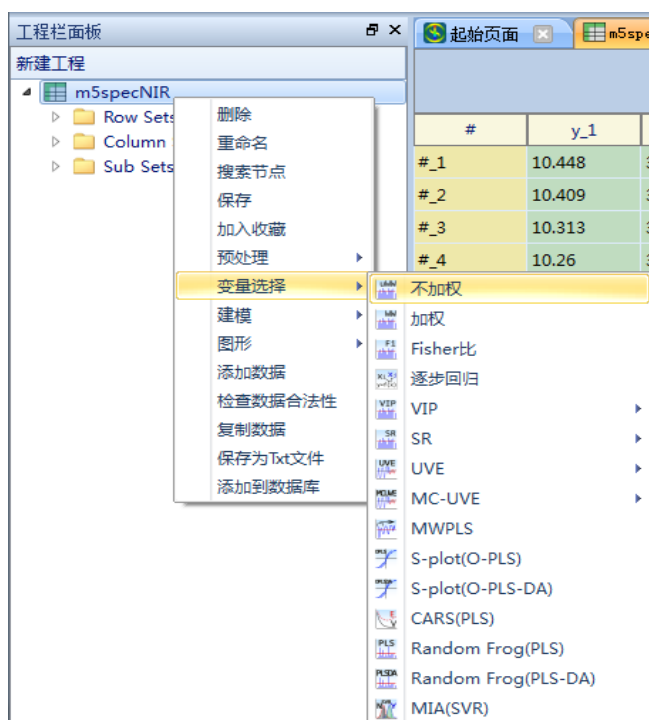 工程栏面板
起始页面
m5spe
新建工程
m5specNIR
Row Sets
Column
Sub Sets
# y_1
#_1 10.448
#_2 10.409
#_3 10.313
#_4 10.26
删除
重命名
搜索节点
保存
加入收藏
预处理
变量选择
建模
图形
添加数据
检查数据合法性
复制数据
保存为Txt文件
添加到数据库
不加权
加权
Fisher比
逐步回归
VIP
SR
UVE
MC-UVE
MWPLS
S-plot(O-PLS)
S-plot(O-PLS-DA)
CARS(PLS)
Random Frog(PLS)
Random Frog(PLS-DA)
MIA(SVR)